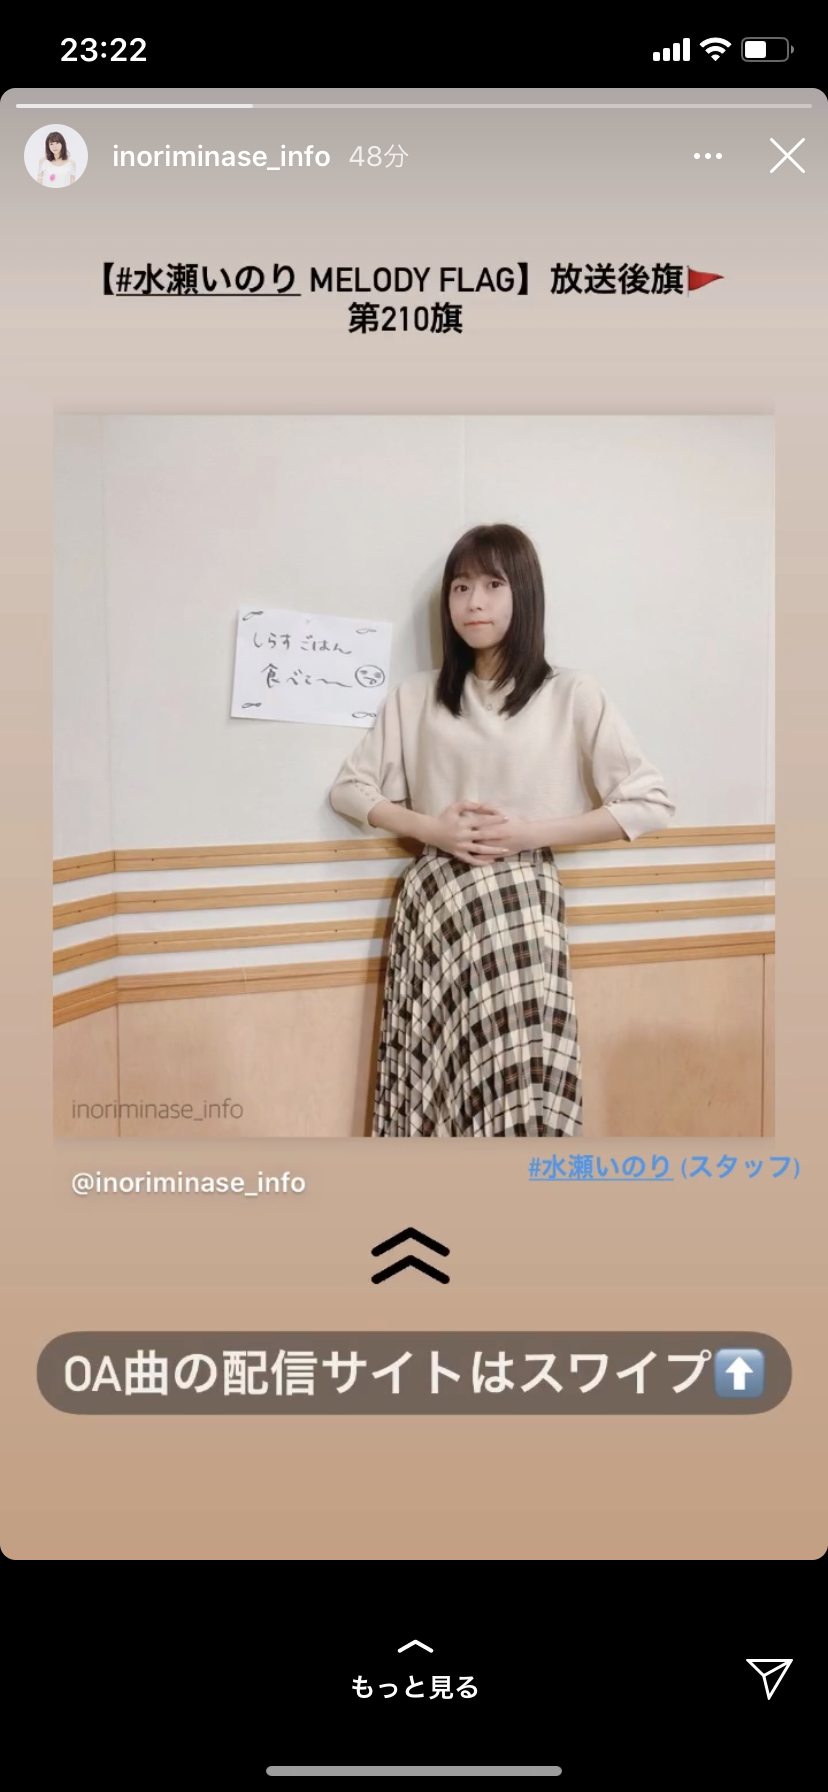 23:22
inoriminase_info 48分
【#水瀬いのり MELODY FLAG】放送後旗🚩
第210旗
しらすごはん
食べこ〜〜
inoriminase_info
#水瀬いのり (スタッフ)
@inoriminase_info
OA曲の配信サイトはスワイプ⬆️
もっと見る